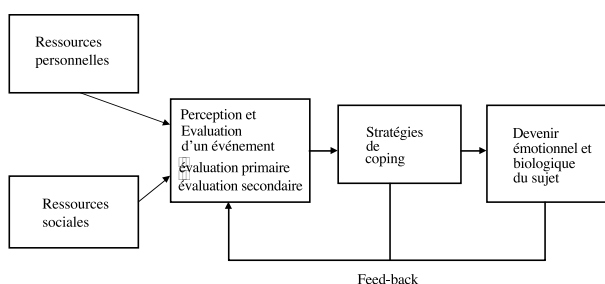 Ressources
personnelles
Perception et
Evaluation
d'un événement
évaluation primaire
évaluation secondaire
Stratégies
de
coping
Devenir
émotionnel et
biologique
du sujet
Ressources
sociales
Feed-back